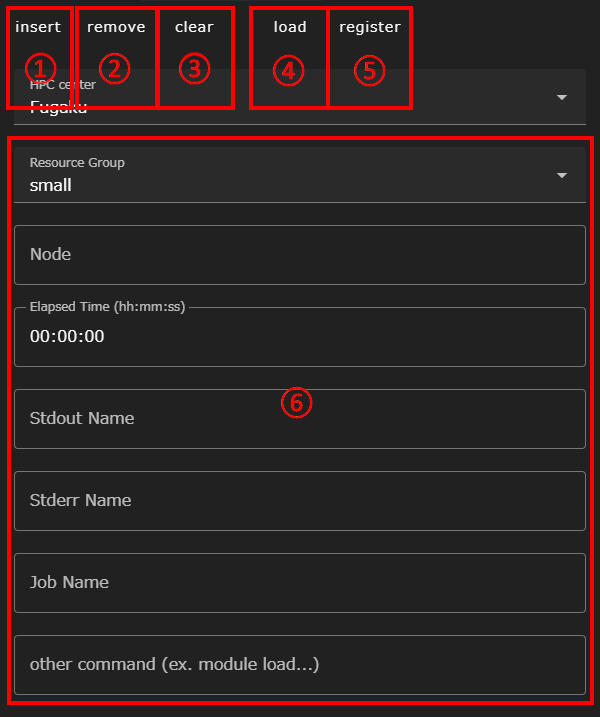 insert remove clear load register
① ② ③ ④ ⑤
HPC center
Fugaku
Resource Group
small
Node
Elapsed Time (hh:mm:ss)
00:00:00
⑥
Stdout Name
Stderr Name
Job Name
other command (ex. module load...)